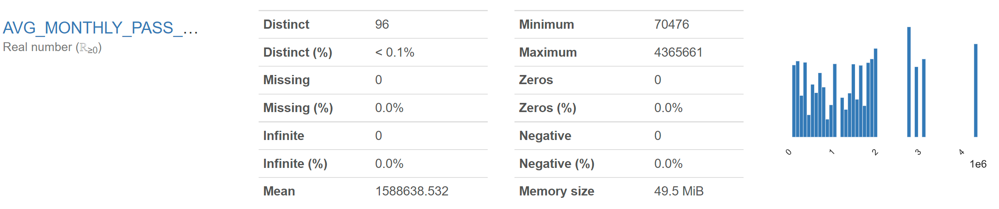 AVG_MONTHLY_PASS_...
Real number (ℝ≥0)
Distinct 96
Distinct (%) < 0.1%
Missing 0
Missing (%) 0.0%
Infinite 0
Infinite (%) 0.0%
Mean 1588638.532
Minimum 70476
Maximum 4365661
Zeros 0
Zeros (%) 0.0%
Negative 0
Negative (%) 0.0%
Memory size 49.5 MiB
0 1 2 3 4
1e6